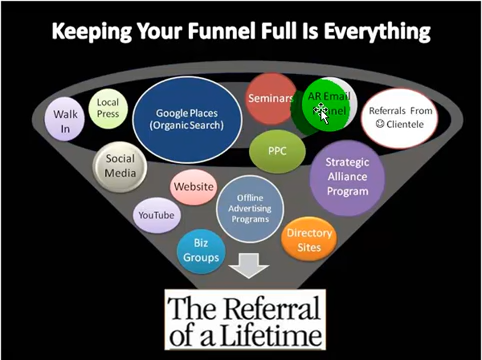 Keeping Your Funnel Full Is Everything
Walk
In
Local
Press
Google Places
(Organic Search)
Seminars
AR Email
Funnel
Referrals From
☺ Clientele
Social
Media
PPC
Strategic
Alliance
Program
Website
YouTube
Offline
Advertising
Programs
Biz
Groups
Directory
Sites
The Referral
of a Lifetime